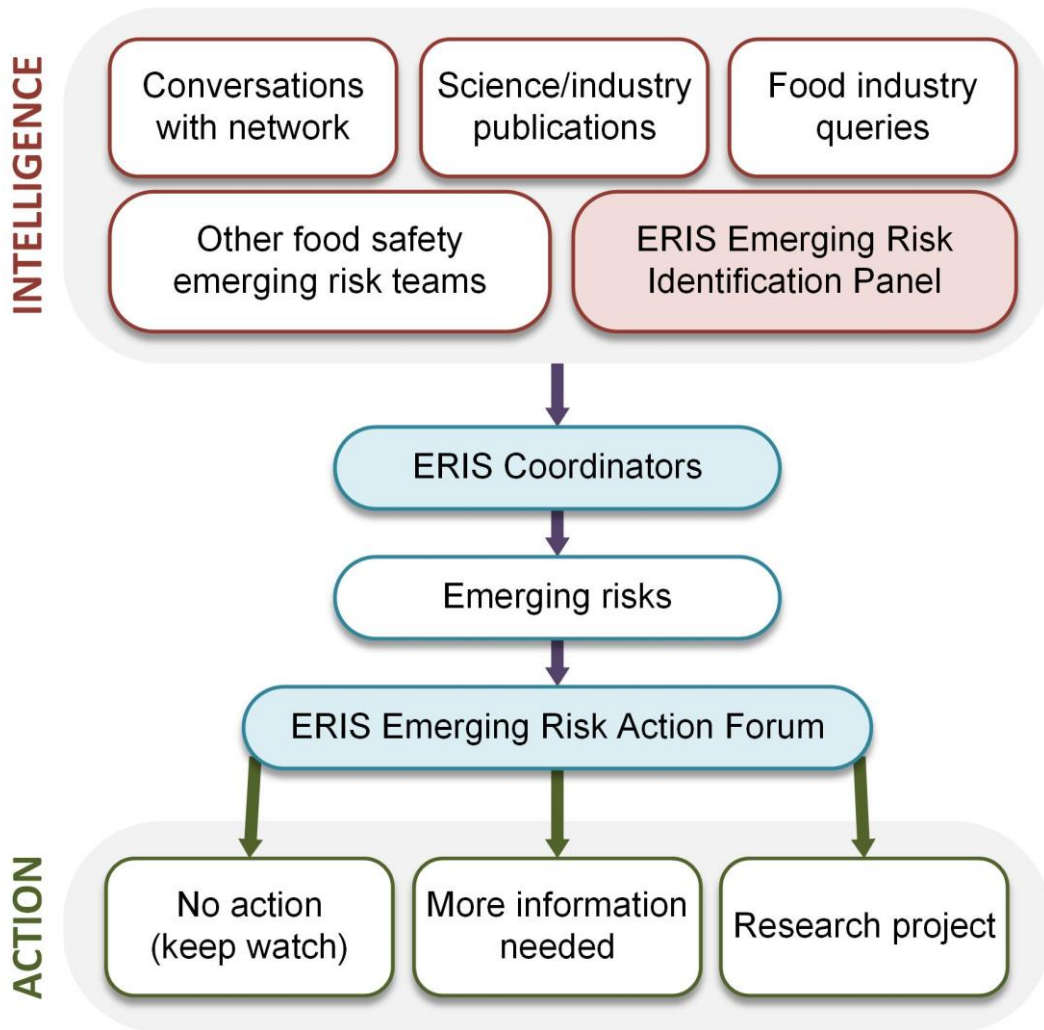 INTELLIGENCE
Conversations
with network
Science/industry
publications
Food industry
queries
Other food safety
emerging risk teams
ERIS Emerging Risk
Identification Panel
ERIS Coordinators
Emerging risks
ERIS Emerging Risk Action Forum
ACTION
No action
(keep watch)
More information
needed
Research project